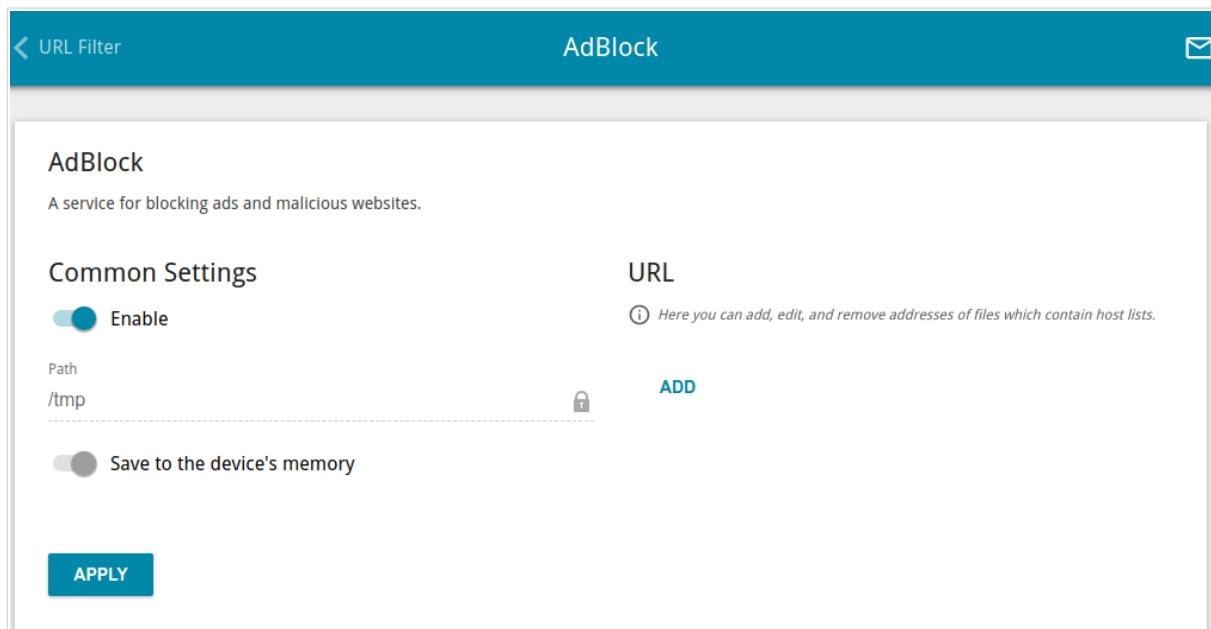 URL Filter
AdBlock
AdBlock
A service for blocking ads and malicious websites.
Common Settings
Enable
Path
/tmp
Save to the device's memory
APPLY
URL
Here you can add, edit, and remove addresses of files which contain host lists.
ADD